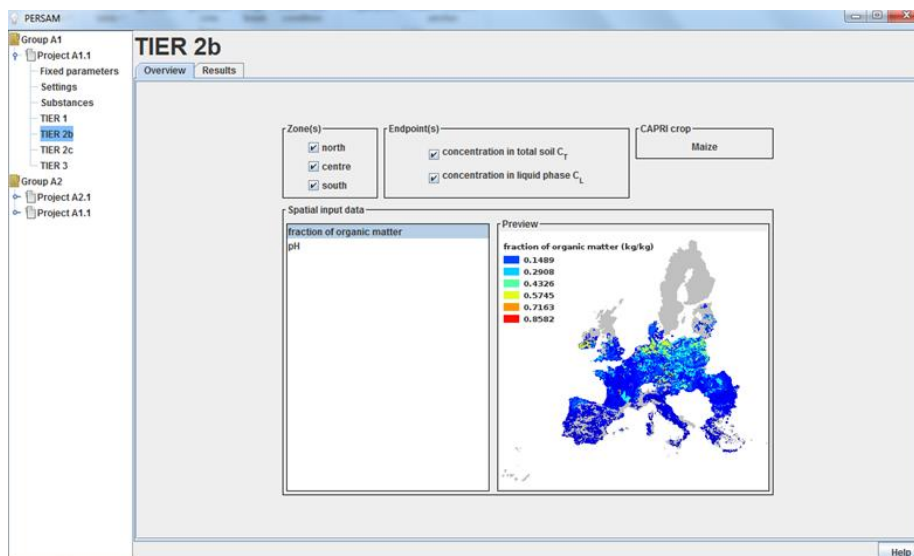 PERSAM
Group A1
Project A1.1
Fixed parameters
Settings
Substances
TIER 1
TIER 2b
TIER 2c
TIER 3
Group A2
Project A2.1
Project A1.1
TIER 2b
Overview
Results
Zone(s)
north
centre
south
Endpoint(s)
concentration in total soil C_T
concentration in liquid phase C_L
CAPRI crop
Maize
Spatial input data
fraction of organic matter
pH
Preview
fraction of organic matter (kg/kg)
0.1489
0.2908
0.4326
0.5745
0.7163
0.8582
Help